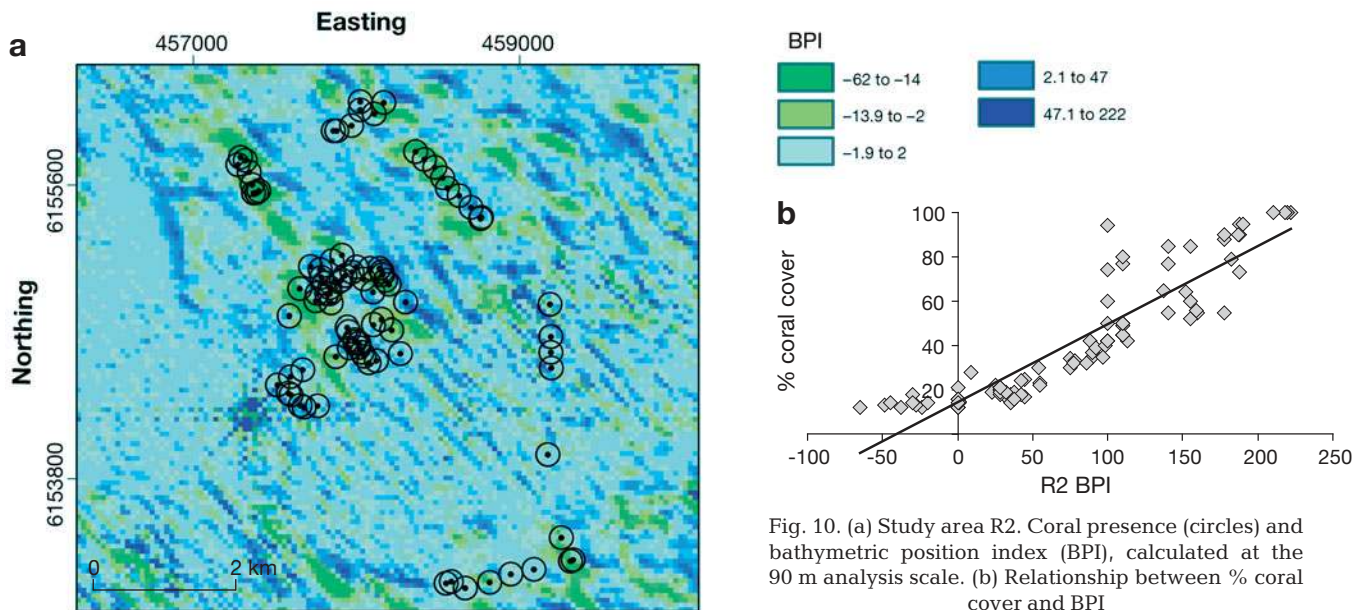 a
Easting
457000 459000
Northing
6155600
6153800
0 2 km
BPI
−62 to −14
−13.9 to −2
−1.9 to 2
2.1 to 47
47.1 to 222
b
% coral cover
100
80
60
40
20
-100 -50 0 50 100 150 200 250
R2 BPI
Fig. 10. (a) Study area R2. Coral presence (circles) and
bathymetric position index (BPI), calculated at the
90 m analysis scale. (b) Relationship between % coral
cover and BPI